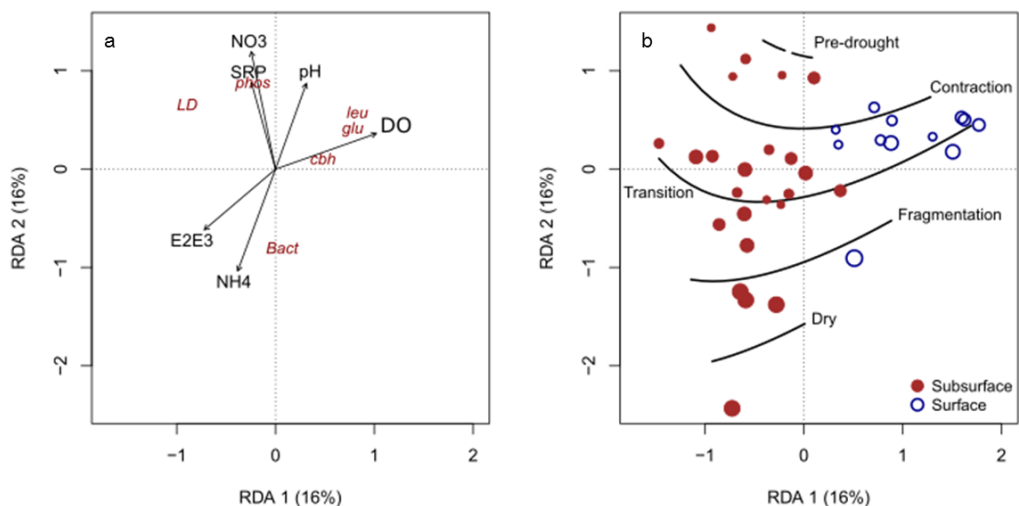 a
NO3
SRP
phos
pH
LD
leu
glu
DO
cbh
E2E3
Bact
NH4
RDA 2 (16%)
1
0
−1
−2
−1
0
1
2
RDA 1 (16%)
b
Pre-drought
Contraction
Transition
Fragmentation
Dry
Subsurface
Surface
RDA 2 (16%)
1
0
−1
−2
−1
0
1
2
RDA 1 (16%)